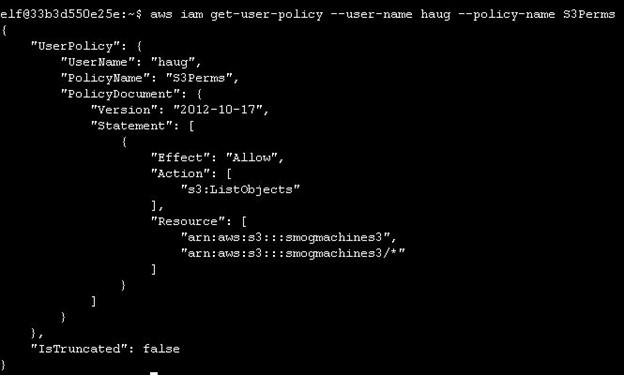 elf@33b3d550e25e:~$ aws iam get-user-policy --user-name haug --policy-name S3Perms
{
    "UserPolicy": {
        "UserName": "haug",
        "PolicyName": "S3Perms",
        "PolicyDocument": {
            "Version": "2012-10-17",
            "Statement": [
                {
                    "Effect": "Allow",
                    "Action": [
                        "s3:ListObjects"
                    ],
                    "Resource": [
                        "arn:aws:s3:::smogmachines3",
                        "arn:aws:s3:::smogmachines3/*"
                    ]
                }
            ]
        }
    },
    "IsTruncated": false
}